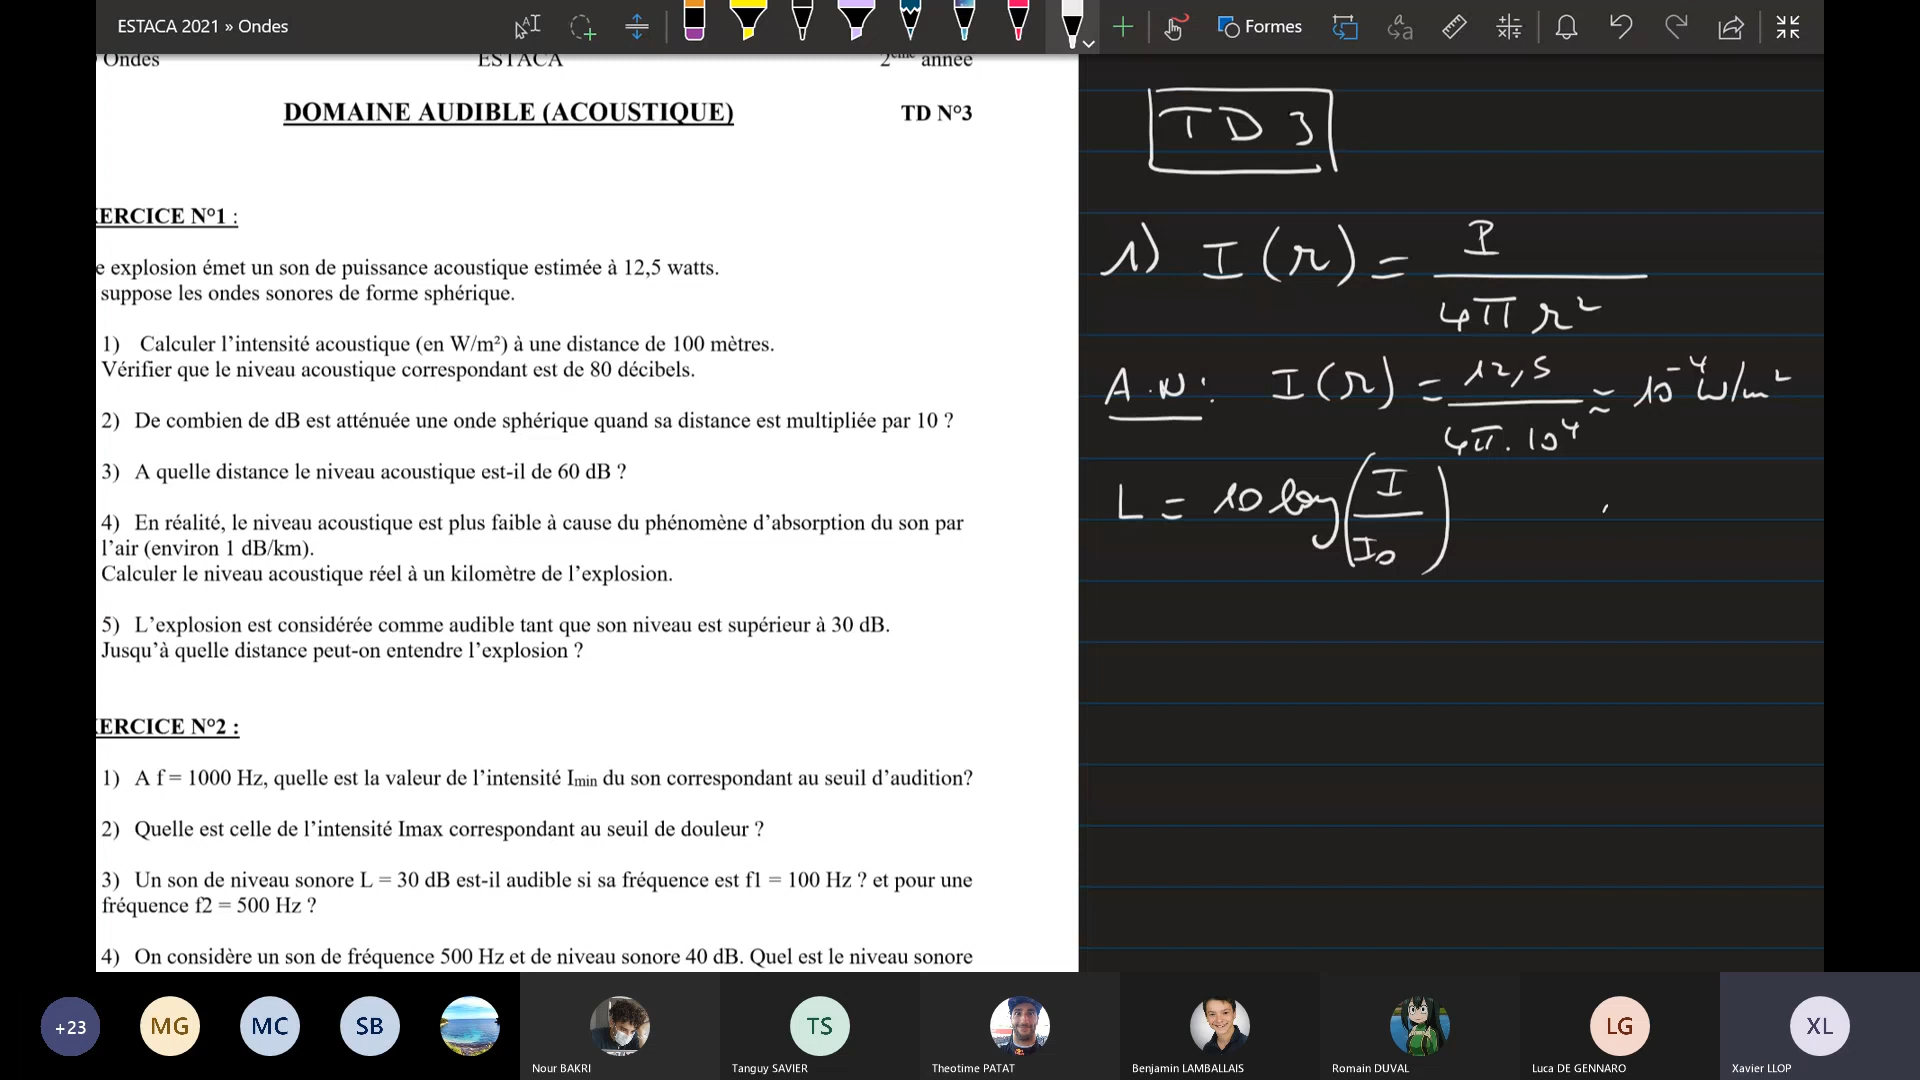 ESTACA 2021 » Ondes
Formes
Ondes ESTACA 2ème année
DOMAINE AUDIBLE (ACOUSTIQUE) TD N°3
ERCICE N°1 :
e explosion émet un son de puissance acoustique estimée à 12,5 watts.
suppose les ondes sonores de forme sphérique.
1) Calculer l’intensité acoustique (en W/m²) à une distance de 100 mètres.
Vérifier que le niveau acoustique correspondant est de 80 décibels.
2) De combien de dB est atténuée une onde sphérique quand sa distance est multipliée par 10 ?
3) A quelle distance le niveau acoustique est-il de 60 dB ?
4) En réalité, le niveau acoustique est plus faible à cause du phénomène d’absorption du son par
l’air (environ 1 dB/km).
Calculer le niveau acoustique réel à un kilomètre de l’explosion.
5) L’explosion est considérée comme audible tant que son niveau est supérieur à 30 dB.
Jusqu’à quelle distance peut-on entendre l’explosion ?
ERCICE N°2 :
1) A f = 1000 Hz, quelle est la valeur de l’intensité Imin du son correspondant au seuil d’audition?
2) Quelle est celle de l’intensité Imax correspondant au seuil de douleur ?
3) Un son de niveau sonore L = 30 dB est-il audible si sa fréquence est f1 = 100 Hz ? et pour une
fréquence f2 = 500 Hz ?
4) On considère un son de fréquence 500 Hz et de niveau sonore 40 dB. Quel est le niveau sonore
TD 3
1) I(r) = P / 4π r²
A.N: I(r) = 12,5 / 4π.10⁴ ≈ 10⁻⁴ W/m²
L = 10 log(I / I0)
+23 MG MC SB TS LG XL
Nour BAKRI Tanguy SAVIER Theotime PATAT Benjamin LAMBALLAIS Romain DUVAL Luca DE GENNARO Xavier LLOP